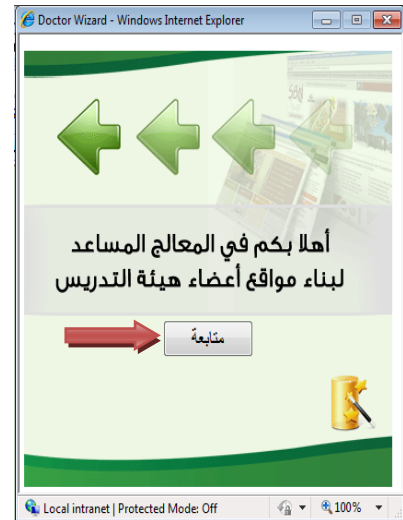 Doctor Wizard - Windows Internet Explorer
أهلا بكم في المعالج المساعد
لبناء مواقع أعضاء هيئة التدريس
متابعة
Local intranet | Protected Mode: Off
100%